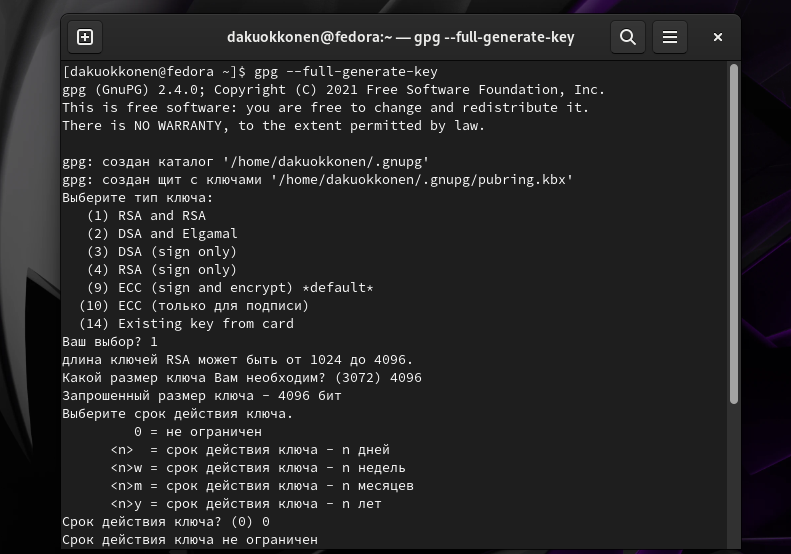 dakuokkonen@fedora:~ — gpg --full-generate-key
[dakuokkonen@fedora ~]$ gpg --full-generate-key
gpg (GnuPG) 2.4.0; Copyright (C) 2021 Free Software Foundation, Inc.
This is free software: you are free to change and redistribute it.
There is NO WARRANTY, to the extent permitted by law.

gpg: создан каталог '/home/dakuokkonen/.gnupg'
gpg: создан щит с ключами '/home/dakuokkonen/.gnupg/pubring.kbx'
Выберите тип ключа:
   (1) RSA and RSA
   (2) DSA and Elgamal
   (3) DSA (sign only)
   (4) RSA (sign only)
   (9) ECC (sign and encrypt) *default*
  (10) ECC (только для подписи)
  (14) Existing key from card
Ваш выбор? 1
длина ключей RSA может быть от 1024 до 4096.
Какой размер ключа Вам необходим? (3072) 4096
Запрошенный размер ключа - 4096 бит
Выберите срок действия ключа.
         0 = не ограничен
      <n>  = срок действия ключа - n дней
      <n>w = срок действия ключа - n недель
      <n>m = срок действия ключа - n месяцев
      <n>y = срок действия ключа - n лет
Срок действия ключа? (0) 0
Срок действия ключа не ограничен